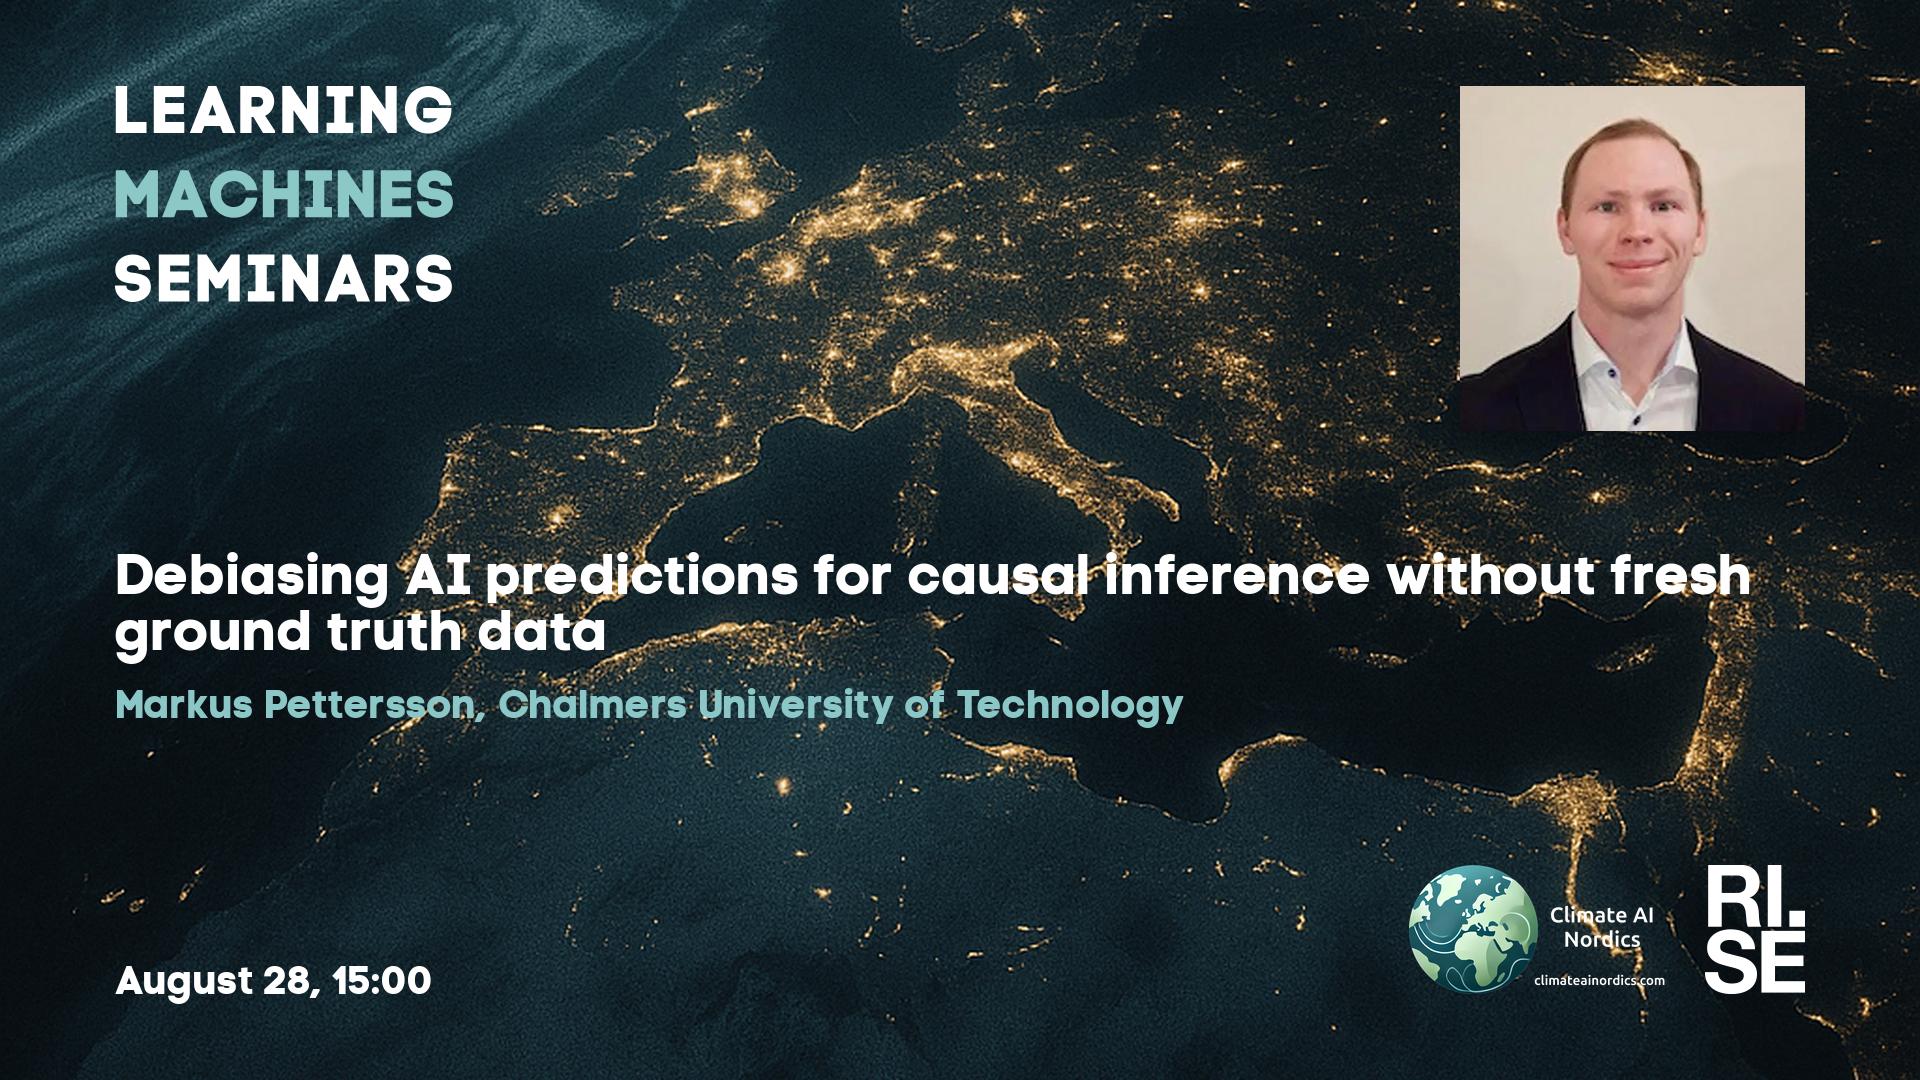 LEARNING
MACHINES
SEMINARS
Debiasing AI predictions for causal inference without fresh
ground truth data
Markus Pettersson, Chalmers University of Technology
August 28, 15:00
Climate AI
Nordics
climateainordics.com
RI.
SE